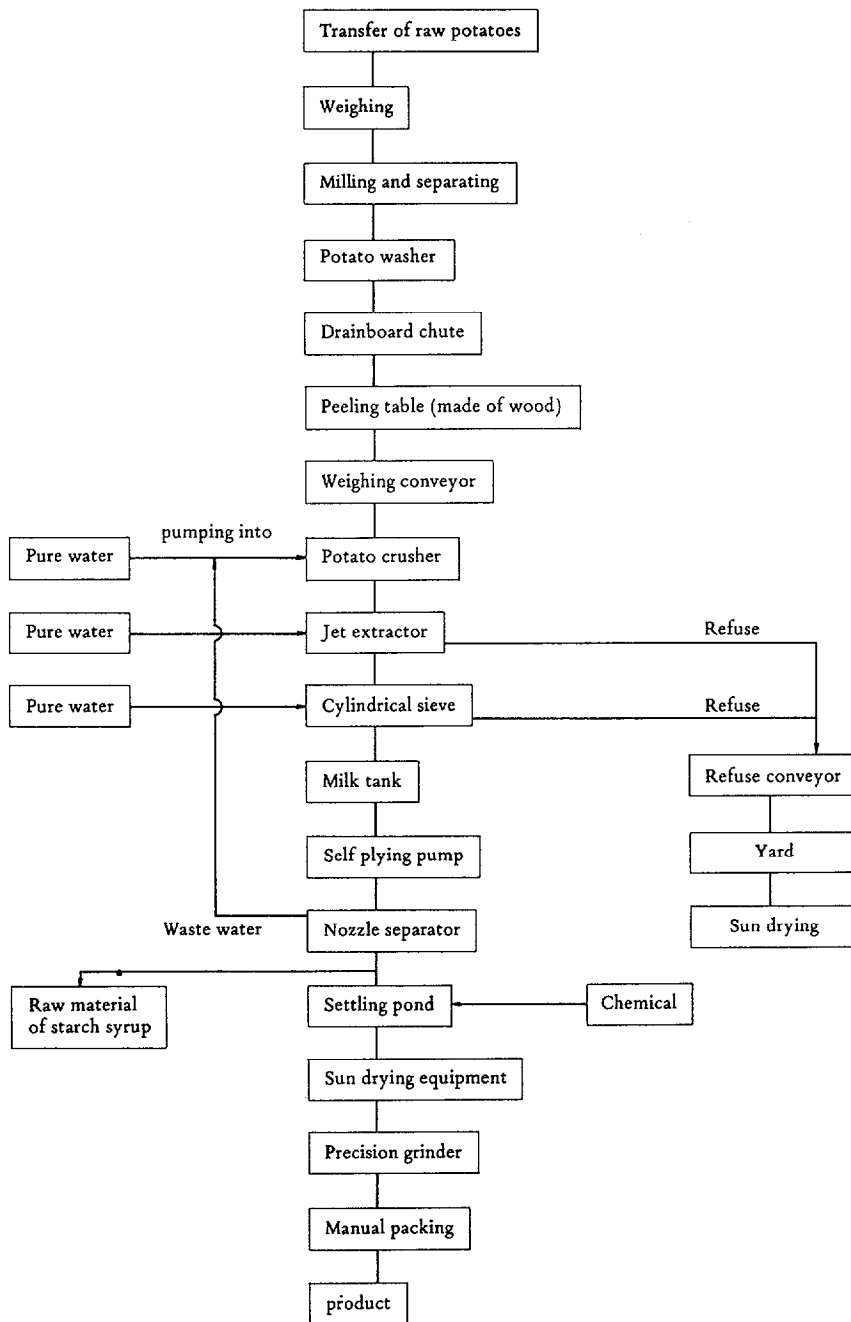 Transfer of raw potatoes
Weighing
Milling and separating
Potato washer
Drainboard chute
Peeling table (made of wood)
Weighing conveyor
pumping into
Pure water
Potato crusher
Pure water
Jet extractor
Refuse
Pure water
Cylindrical sieve
Refuse
Milk tank
Refuse conveyor
Self plying pump
Yard
Waste water
Nozzle separator
Sun drying
Raw material
of starch syrup
Settling pond
Chemical
Sun drying equipment
Precision grinder
Manual packing
product